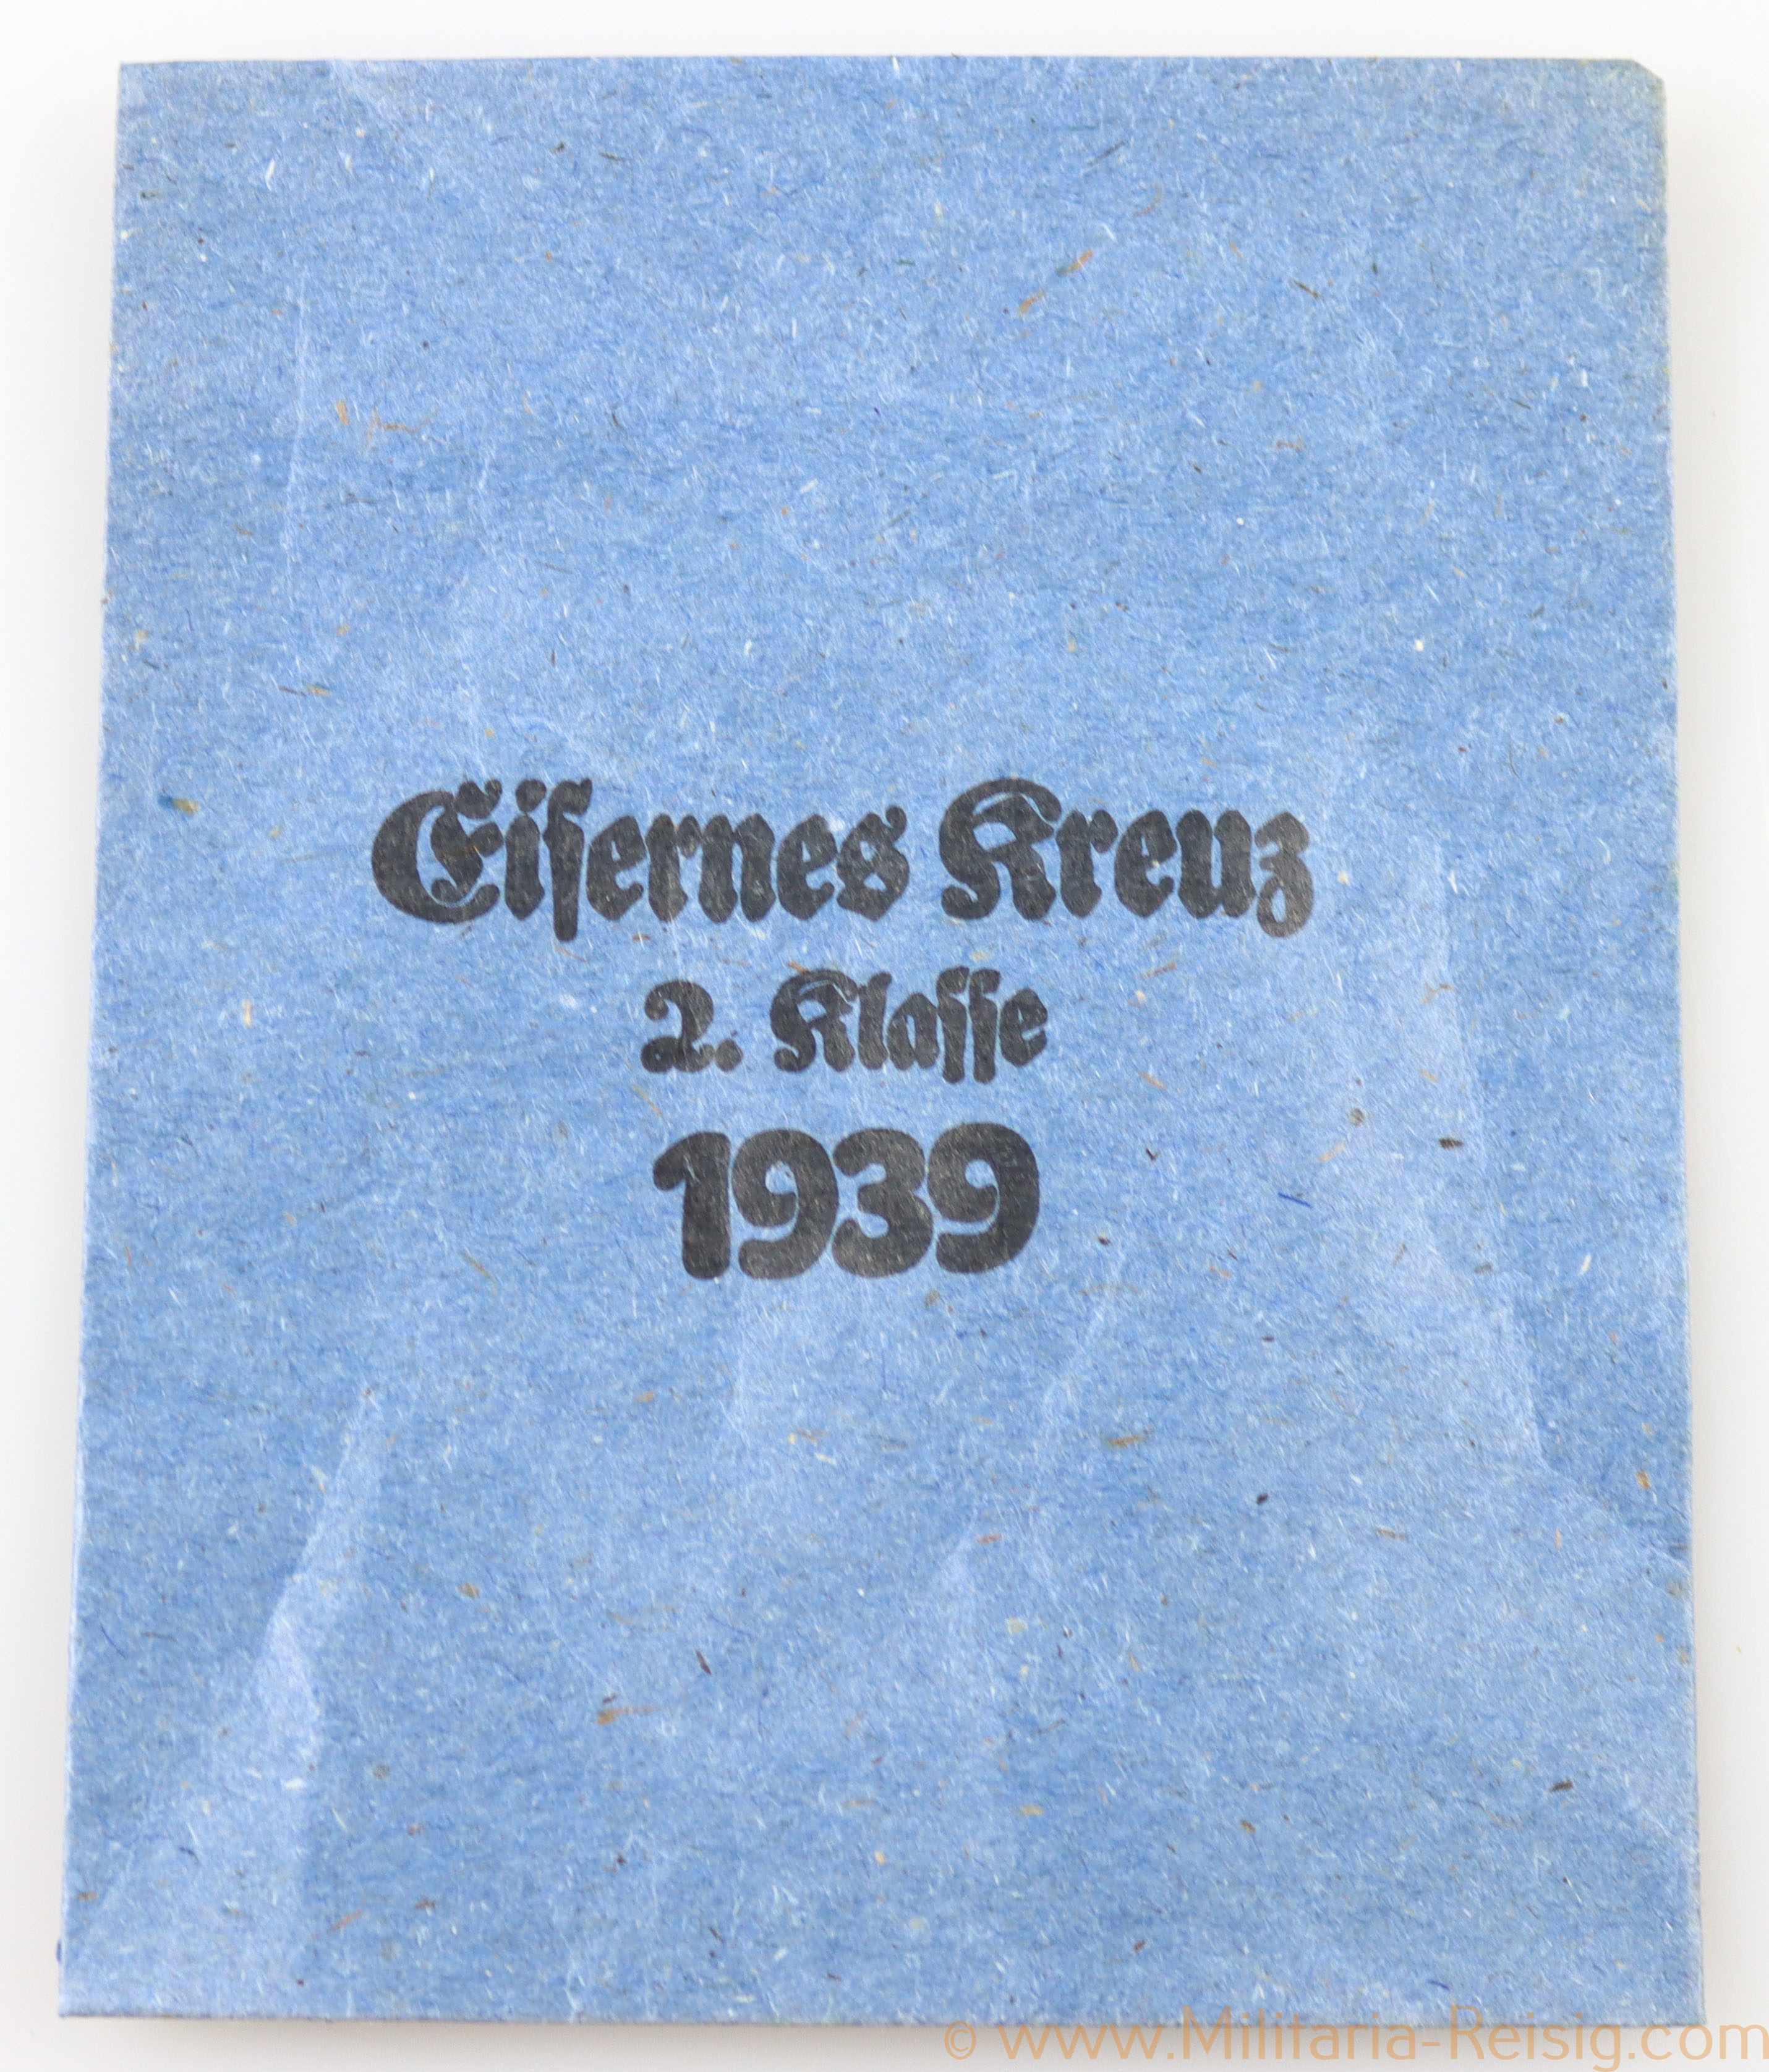 Eisernes Kreuz
2. Klasse
1939
© www.Militaria-Reisig.com